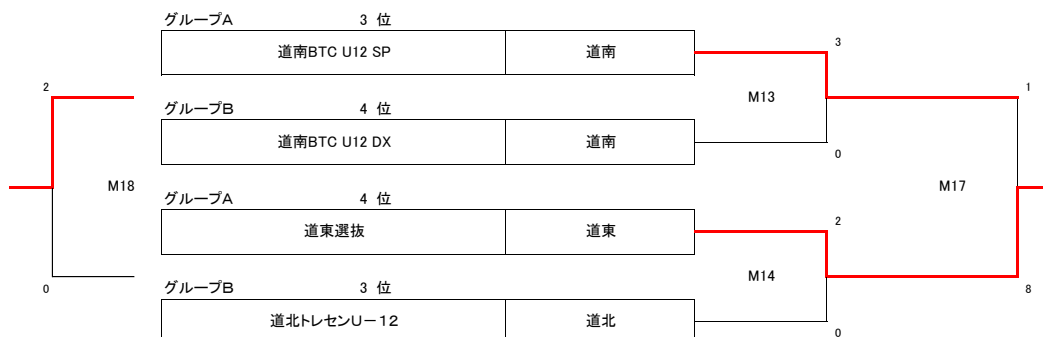 グループA 3 位
道南BTC U12 SP 道南
3
2
1
M13
グループB 4 位
道南BTC U12 DX 道南
0
M18
M17
グループA 4 位
2
道東選抜 道東
M14
0
グループB 3 位
8
道北トレセンU－12 道北
0